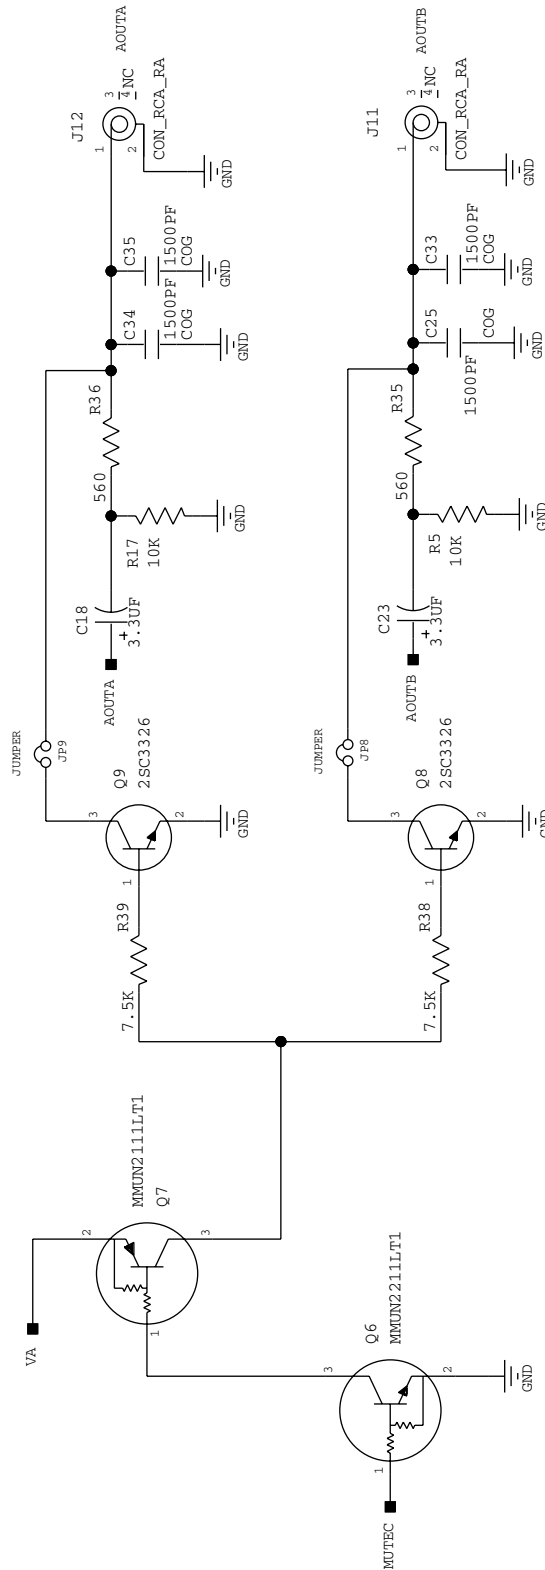 AOUTA
J12
3
4
NC
1
2
CON_RCA_RA
GND
C35
1500PF
COG
GND
C34
1500PF
COG
GND
R36
560
R17
10K
GND
C18
+
3.3UF
AOUTA
JUMPER
JP9
Q9
2SC3326
3
2
1
GND
R39
7.5K
AOUTB
J11
3
4
NC
1
2
CON_RCA_RA
GND
C33
1500PF
COG
GND
C25
1500PF
COG
GND
R35
560
R5
10K
GND
C23
+
3.3UF
AOUTB
JUMPER
JP8
Q8
2SC3326
3
2
1
GND
R38
7.5K
MMUN2111LT1
Q7
2
3
1
VA
Q6
MMUN2211LT1
3
2
1
GND
MUTEC